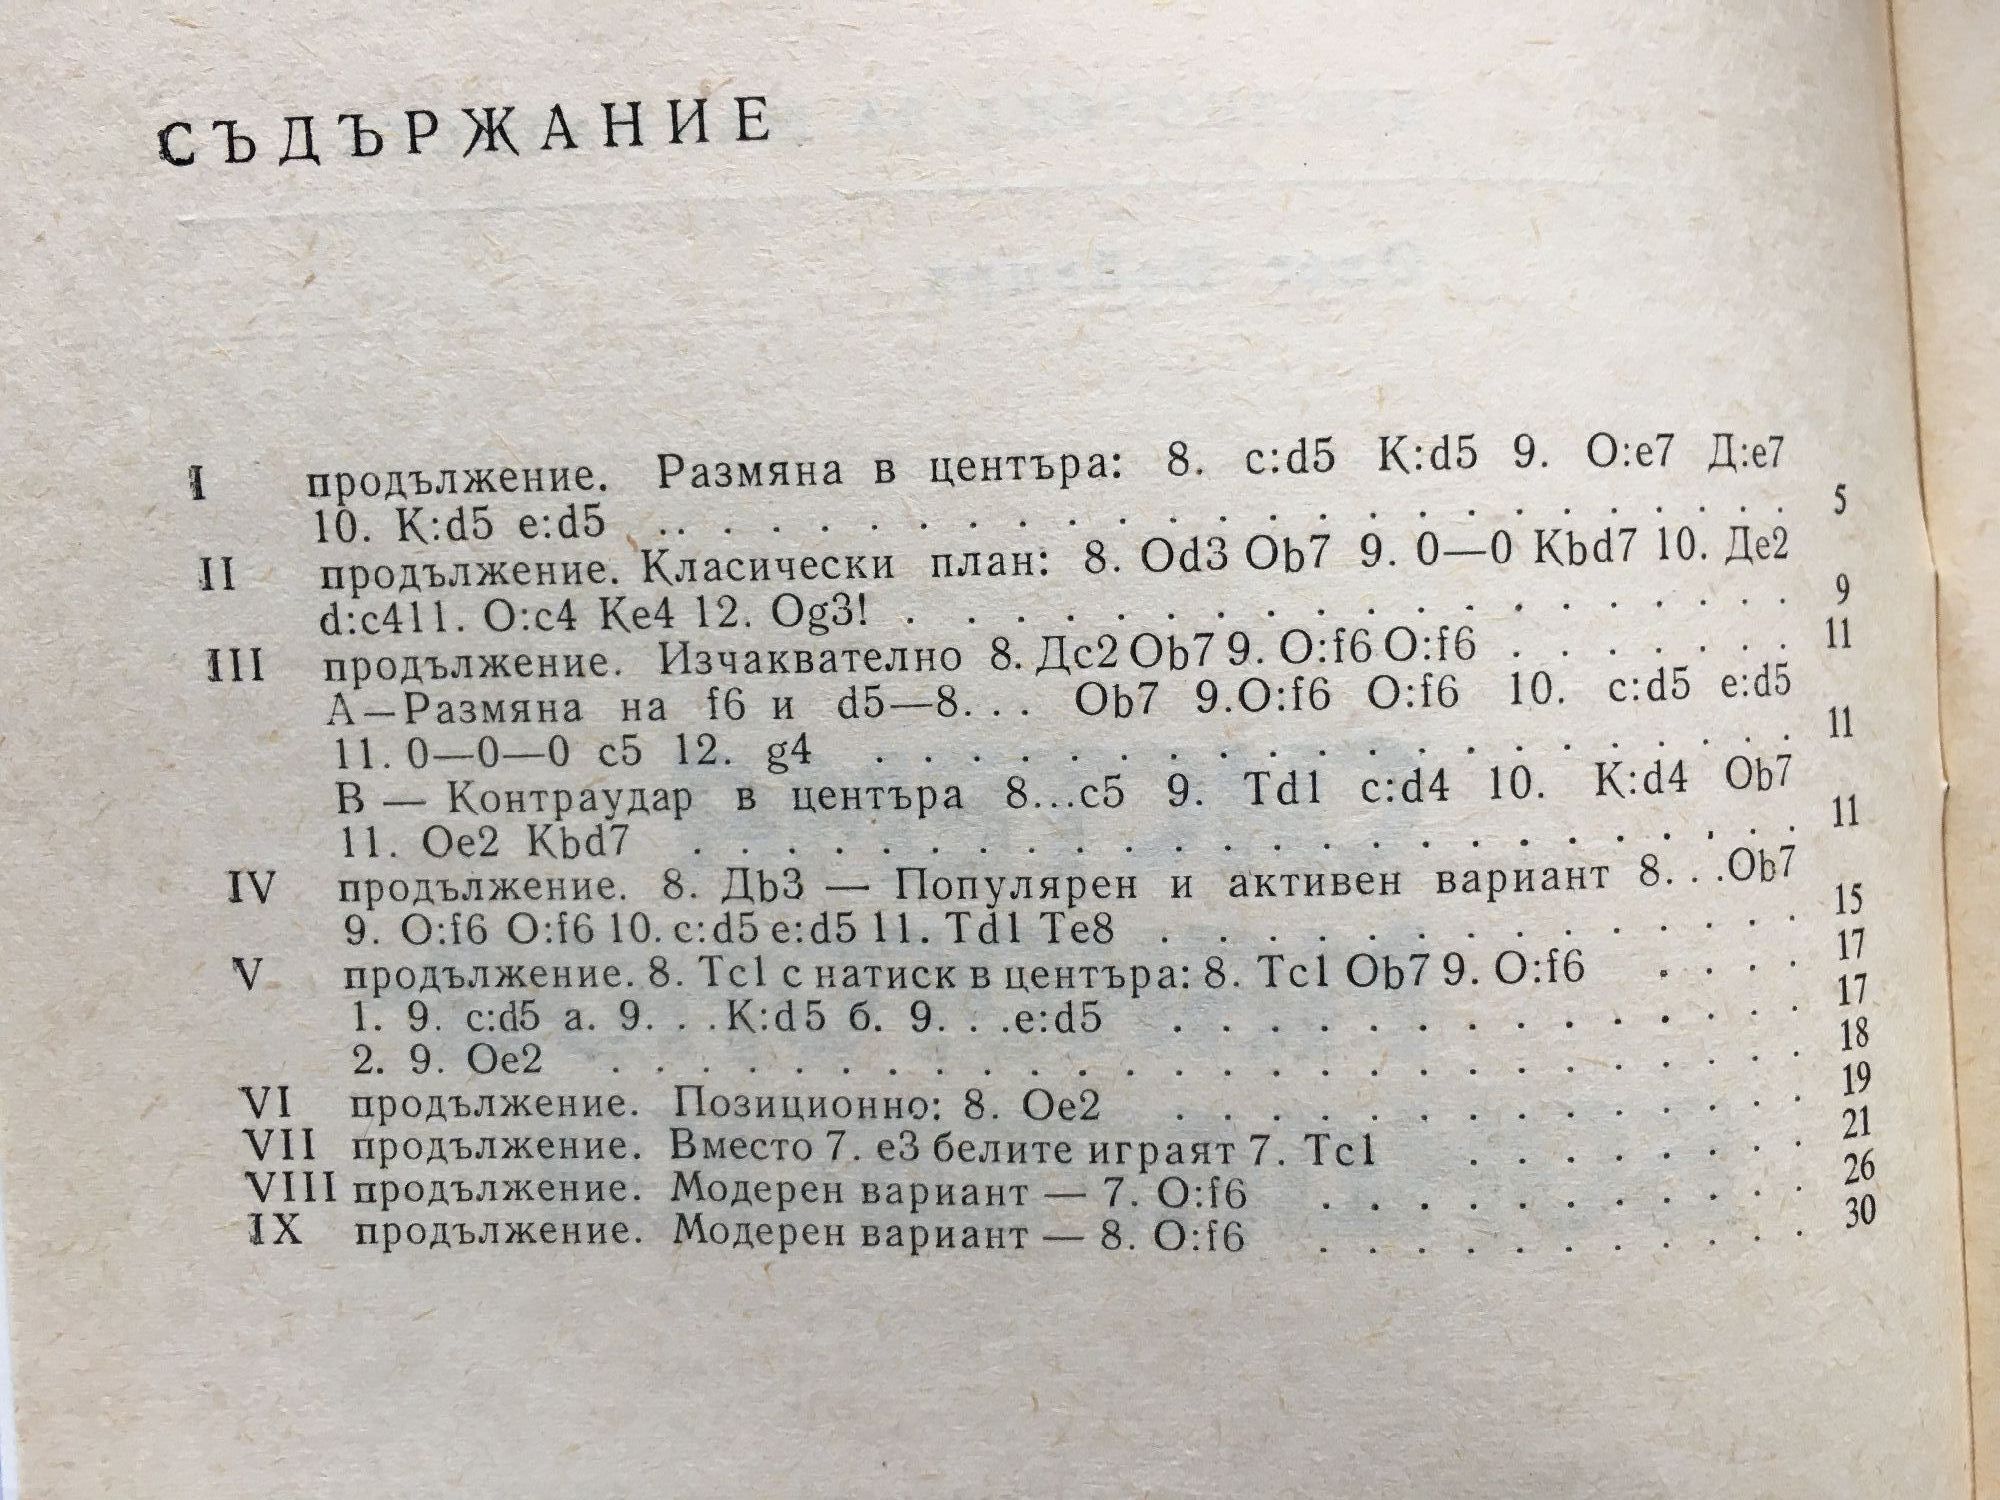 СЪДЪРЖАНИЕ
I продължение. Размяна в центъра: 8. c:d5 K:d5 9. O:e7 Д:e7
10. K:d5 e:d5 . . . . . . . . . . . . . . . . . . . . 5
II продължение. Класически план: 8. Od3 Ob7 9. 0—0 Kbd7 10. Де2
d:c411. O:c4 Ke4 12. Og3! . . . . . . . . . . . . . . . 9
III продължение. Изчаквателно 8. Дс2 Ob7 9. O:f6 O:f6 . . . . . . 11
А—Размяна на f6 и d5—8. . . Ob7 9.O:f6 O:f6 10. c:d5 e:d5
11. 0—0—0 c5 12. g4 . . . . . . . . . . . . . . . . . 11
В — Контраудар в центъра 8...c5 9. Td1 c:d4 10. K:d4 Ob7
11. Oe2 Kbd7 . . . . . . . . . . . . . . . . . 11
IV продължение. 8. Дb3 — Популярен и активен вариант 8. . .Ob7
9. O:f6 O:f6 10. c:d5 e:d5 11. Td1 Te8 . . . . . . . . . . 15
V продължение. 8. Tc1 с натиск в центъра: 8. Tc1 Ob7 9. O:f6 . . . . 17
1. 9. c:d5 а. 9. . .K:d5 б. 9. . .e:d5 . . . . . . . . . . . . . 17
2. 9. Oe2 . . . . . . . . . . . . . . . . . . . . 18
VI продължение. Позиционно: 8. Oe2 . . . . . . . . . . . . . 19
VII продължение. Вместо 7. e3 белите играят 7. Tc1 . . . . . . . . 21
VIII продължение. Модерен вариант — 7. O:f6 . . . . . . . . . . 26
IX продължение. Модерен вариант — 8. O:f6 . . . . . . . . . . 30